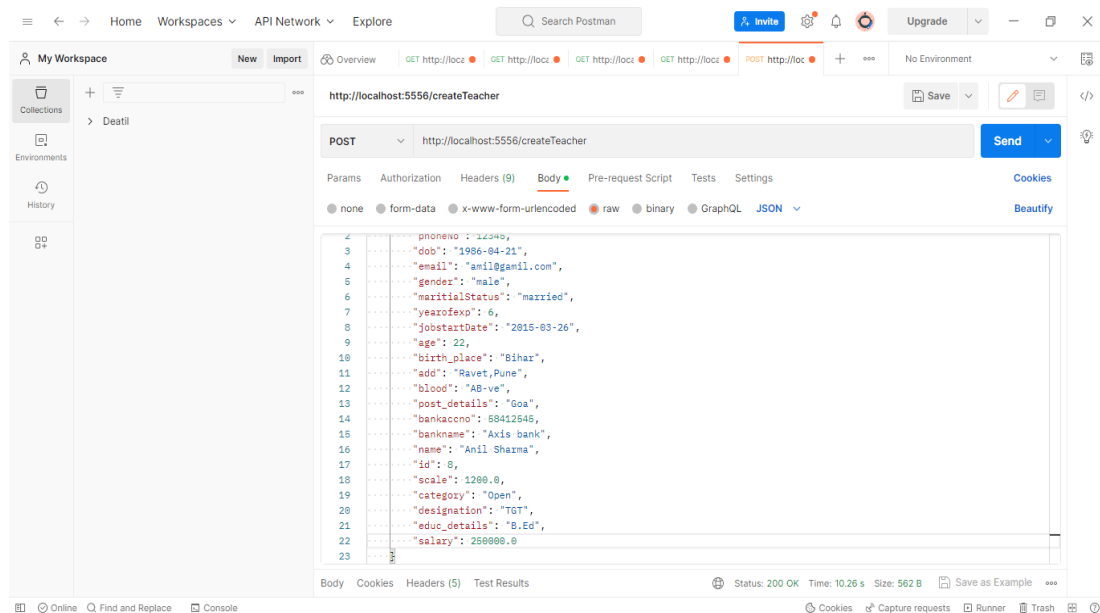 Home Workspaces API Network Explore Search Postman Invite Upgrade
My Workspace New Import Overview GET http://loca GET http://loca GET http://loca GET http://loca POST http://loc No Environment
Collections
Environments
History
Deatil
http://localhost:5556/createTeacher Save
POST http://localhost:5556/createTeacher Send
Params Authorization Headers (9) Body Pre-request Script Tests Settings Cookies
none form-data x-www-form-urlencoded raw binary GraphQL JSON Beautify
2 "phoneNo": 12345,
3 "dob": "1986-04-21",
4 "email": "amil@gamil.com",
5 "gender": "male",
6 "maritialStatus": "married",
7 "yearofexp": 6,
8 "jobstartDate": "2015-03-26",
9 "age": 22,
10 "birth_place": "Bihar",
11 "add": "Ravet,Pune",
12 "blood": "AB-ve",
13 "post_details": "Goa",
14 "bankaccno": 58412545,
15 "bankname": "Axis bank",
16 "name": "Anil Sharma",
17 "id": 8,
18 "scale": 1200.0,
19 "category": "Open",
20 "designation": "TGT",
21 "educ_details": "B.Ed",
22 "salary": 250000.0
23 }
Body Cookies Headers (5) Test Results Status: 200 OK Time: 10.26 s Size: 562 B Save as Example
Online Find and Replace Console Cookies Capture requests Runner Trash